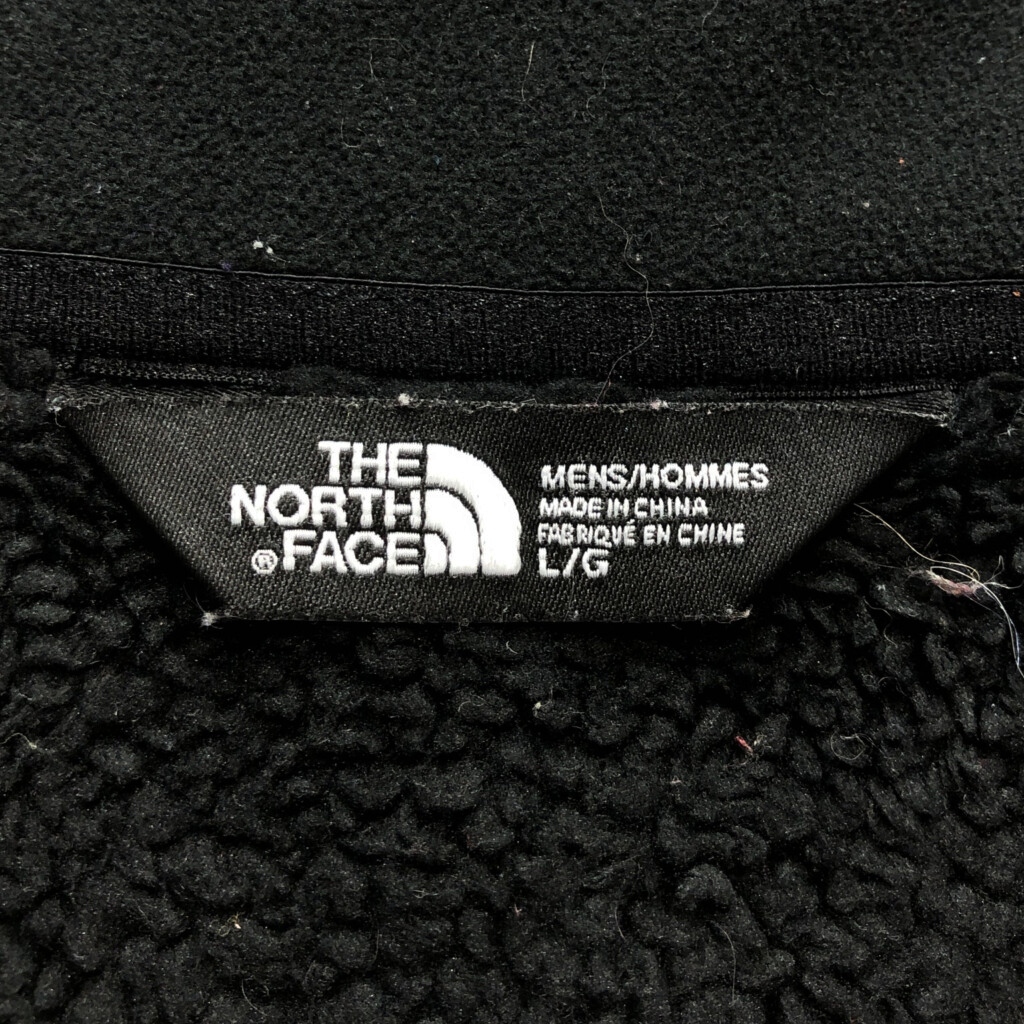 THE
NORTH
® FACE
MENS/HOMMES
MADE IN CHINA
FABRIQUÉ EN CHINE
L/G